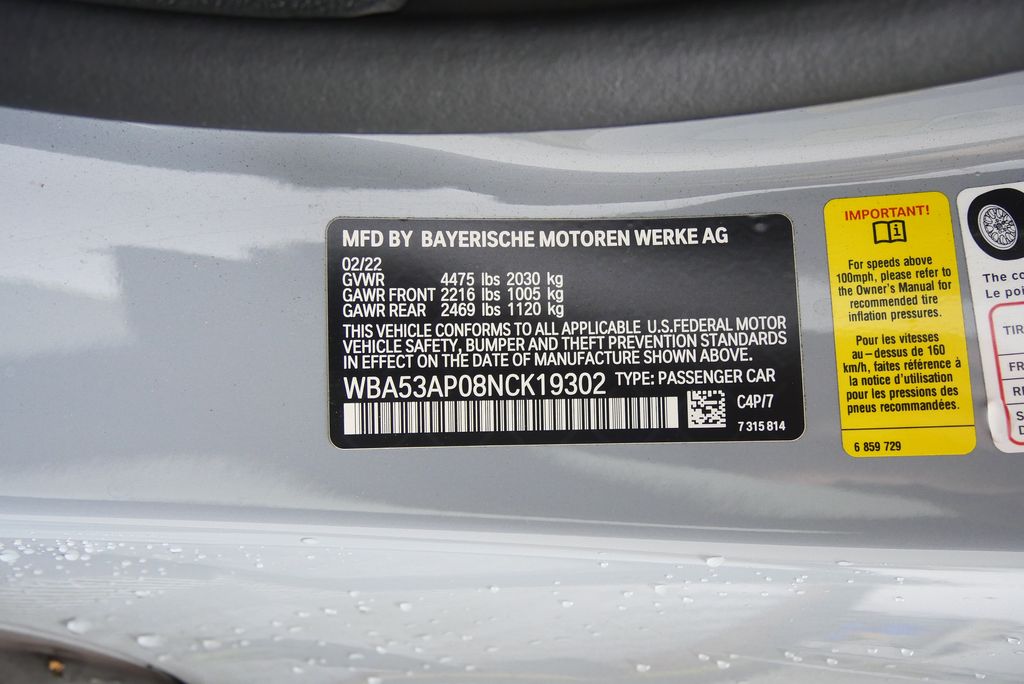 MFD BY BAYERISCHE MOTOREN WERKE AG
02/22
GVWR 4475 lbs 2030 kg
GAWR FRONT 2216 lbs 1005 kg
GAWR REAR 2469 lbs 1120 kg
THIS VEHICLE CONFORMS TO ALL APPLICABLE U.S.FEDERAL MOTOR
VEHICLE SAFETY, BUMPER AND THEFT PREVENTION STANDARDS
IN EFFECT ON THE DATE OF MANUFACTURE SHOWN ABOVE.
WBA53AP08NCK19302 TYPE: PASSENGER CAR
C4P/7
7 315 814
IMPORTANT!
For speeds above
100mph, please refer to
the Owner's Manual for
recommended tire
inflation pressures.
Pour les vitesses
au-dessus de 160
km/h, faites référence à
la notice d'utilisation
pour les pressions des
pneus recommandées.
6 859 729
The
Le